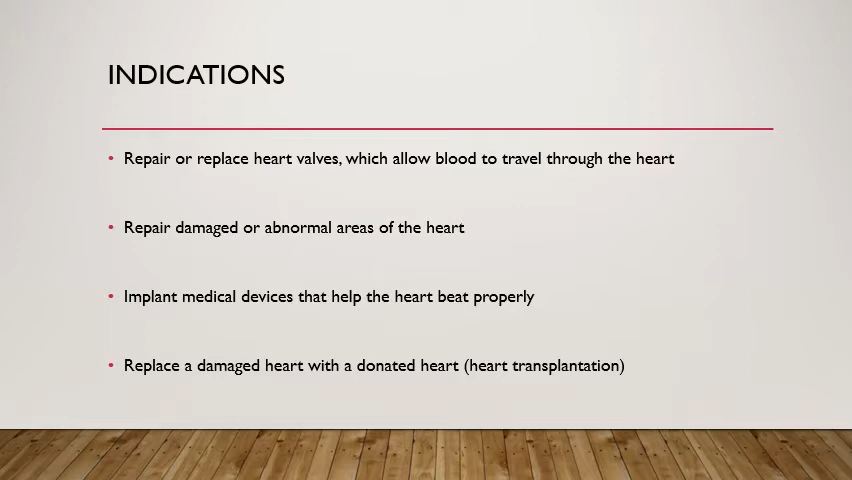 INDICATIONS
• Repair or replace heart valves, which allow blood to travel through the heart
• Repair damaged or abnormal areas of the heart
• Implant medical devices that help the heart beat properly
• Replace a damaged heart with a donated heart (heart transplantation)